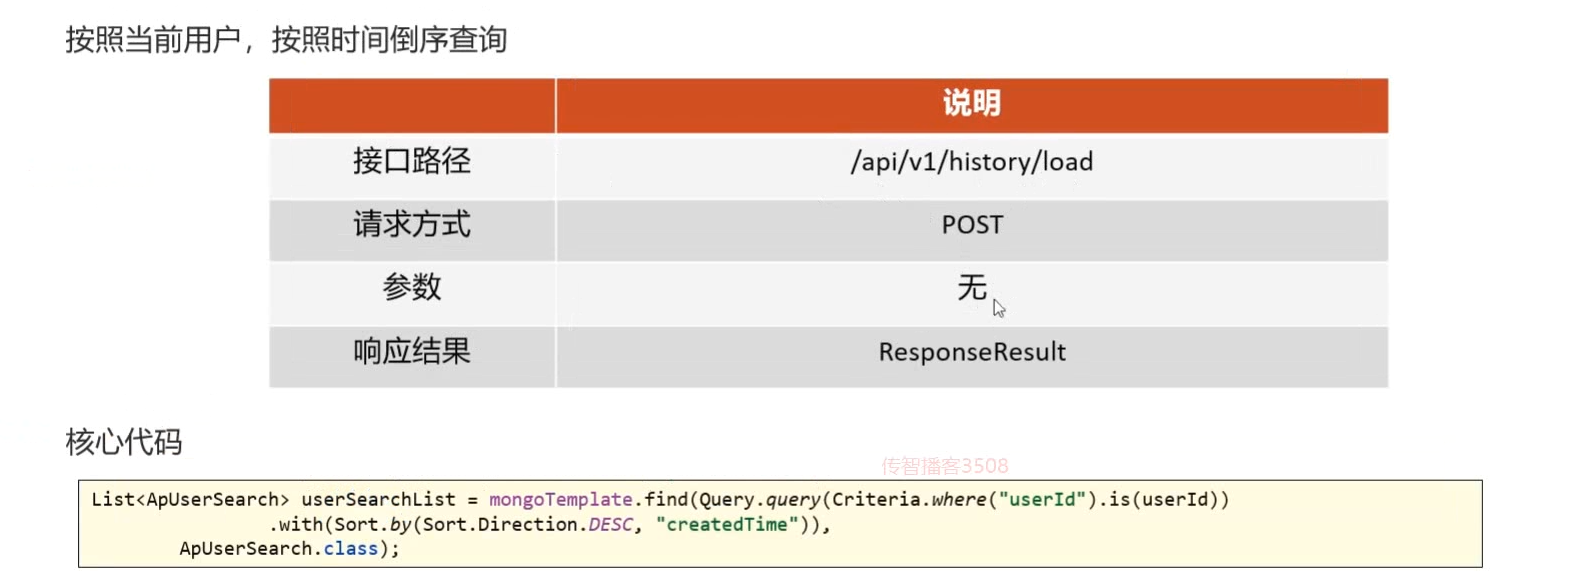 按照当前用户，按照时间倒序查询
说明
接口路径 /api/v1/history/load
请求方式 POST
参数 无
响应结果 ResponseResult
核心代码
传智播客3508
List<ApUserSearch> userSearchList = mongoTemplate.find(Query.query(Criteria.where("userId").is(userId))
.with(Sort.by(Sort.Direction.DESC, "createdTime")),
ApUserSearch.class);